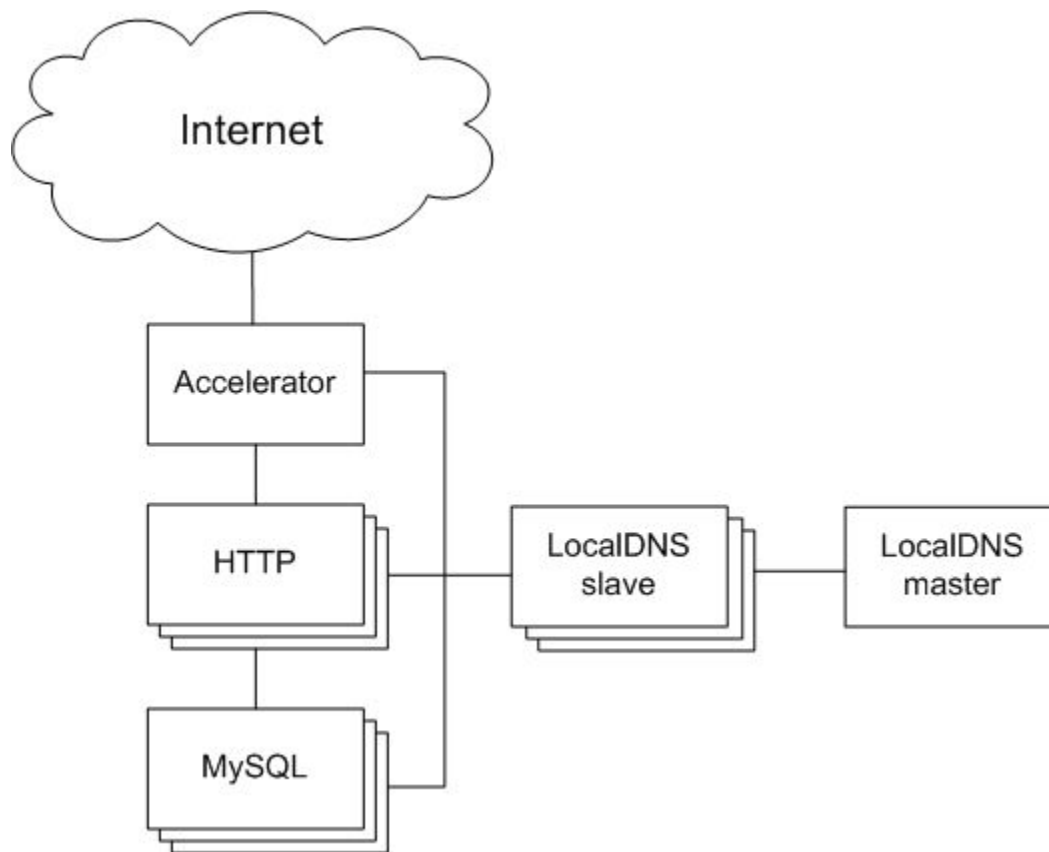 Internet
Accelerator
HTTP
LocalDNS
slave
LocalDNS
master
MySQL